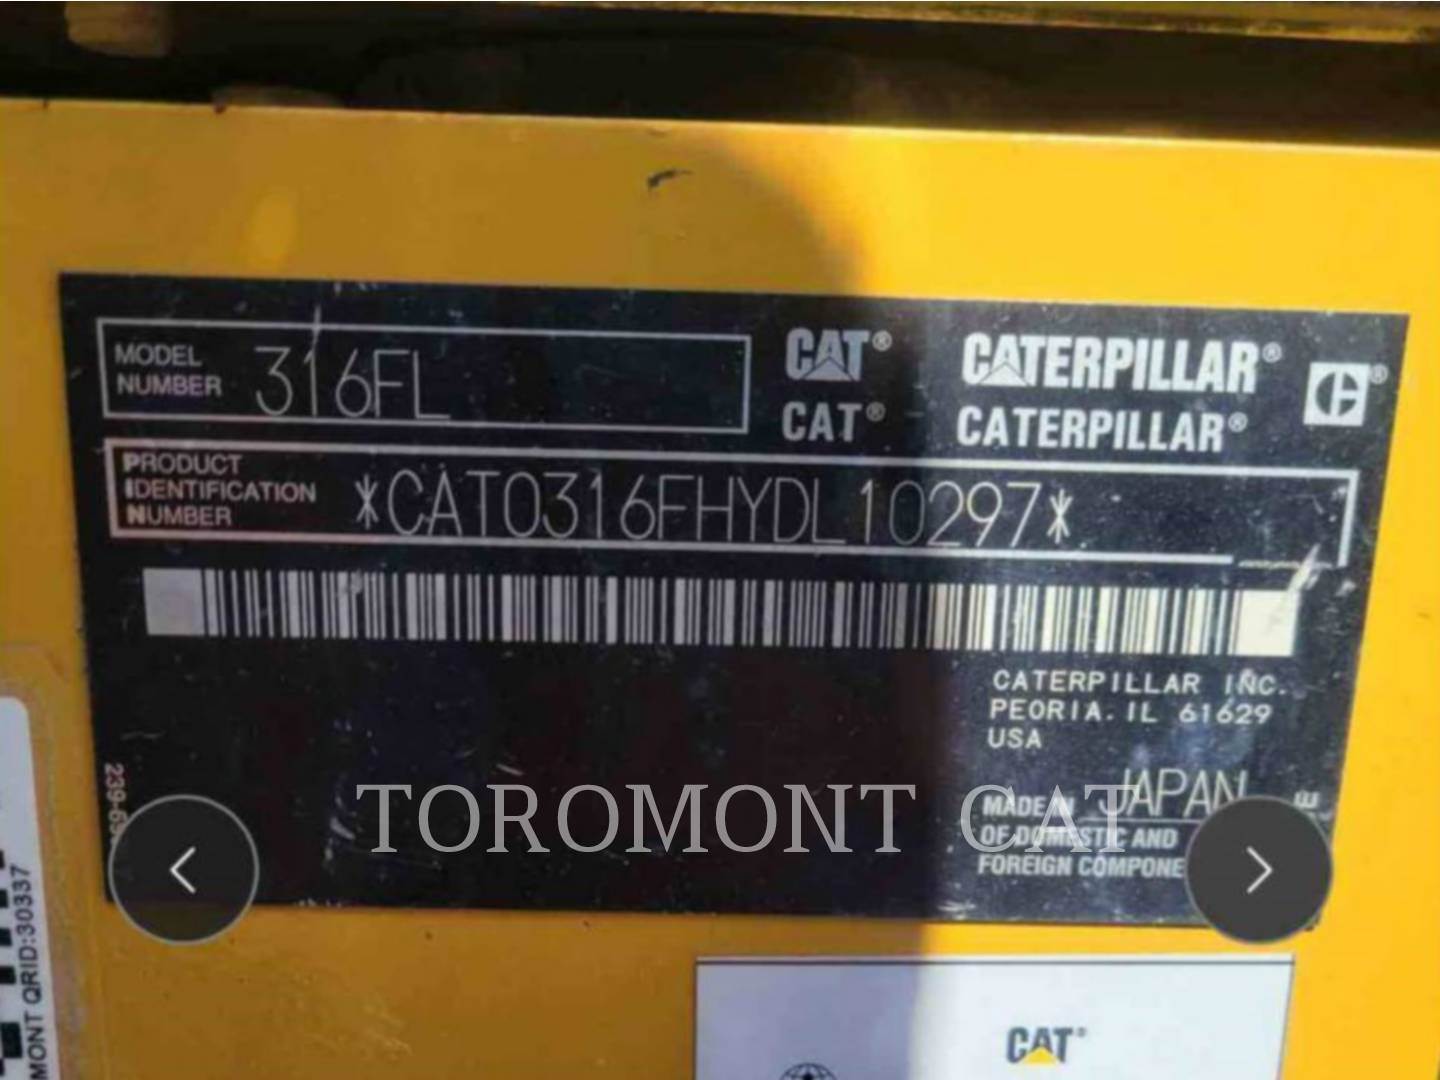 MODEL NUMBER 316FL
CAT® CATERPILLAR®
CAT® CATERPILLAR®
PRODUCT IDENTIFICATION NUMBER *CAT0316FHYDL10297*
CATERPILLAR INC.
PEORIA. IL 61629
USA
MADE IN JAPAN
OF DOMESTIC AND
FOREIGN
TOROMONT CAT
MONT QRID:30337
CAT®